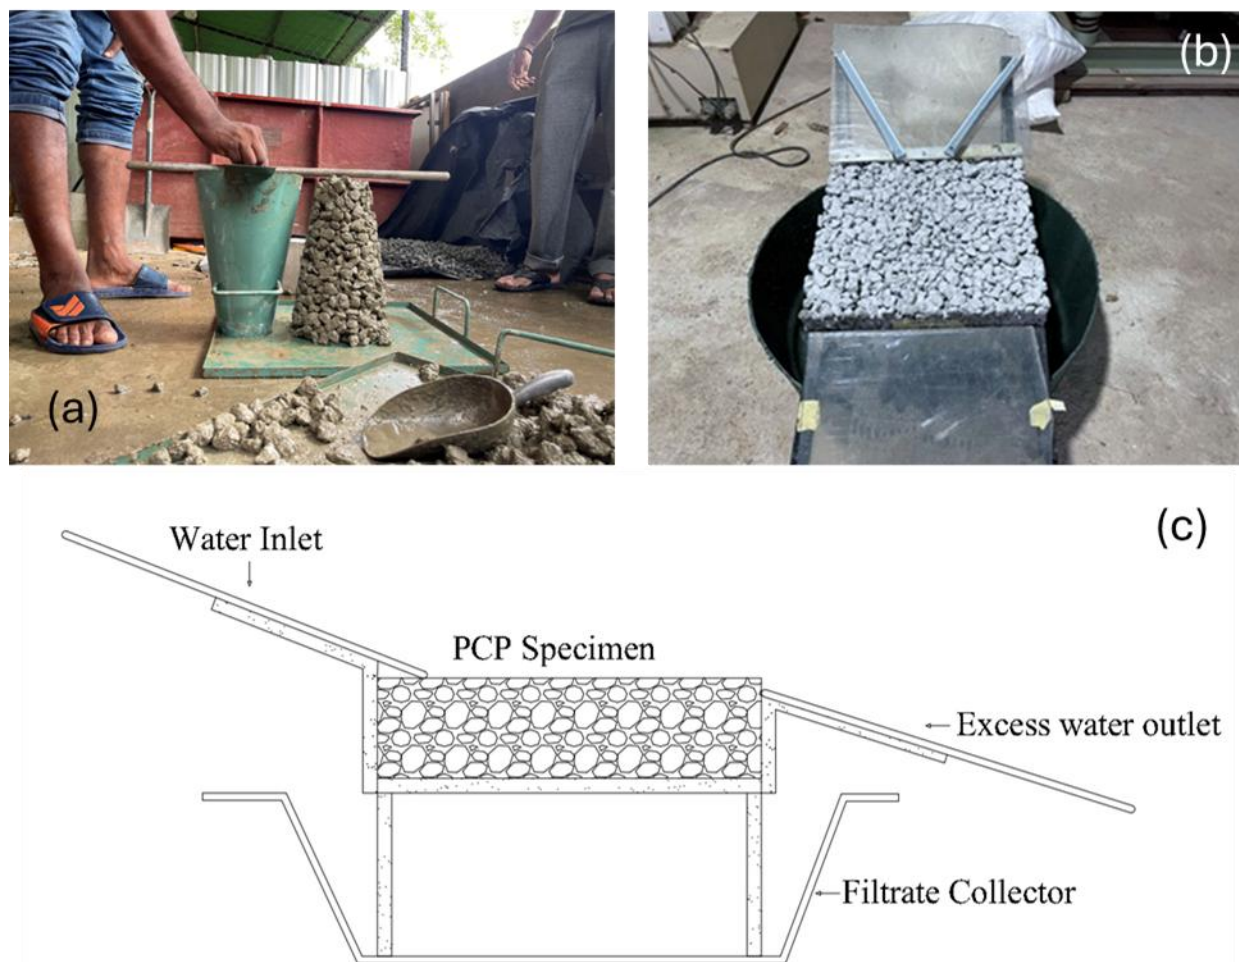 (a)
(b)
(c)
Water Inlet
PCP Specimen
Excess water outlet
Filtrate Collector